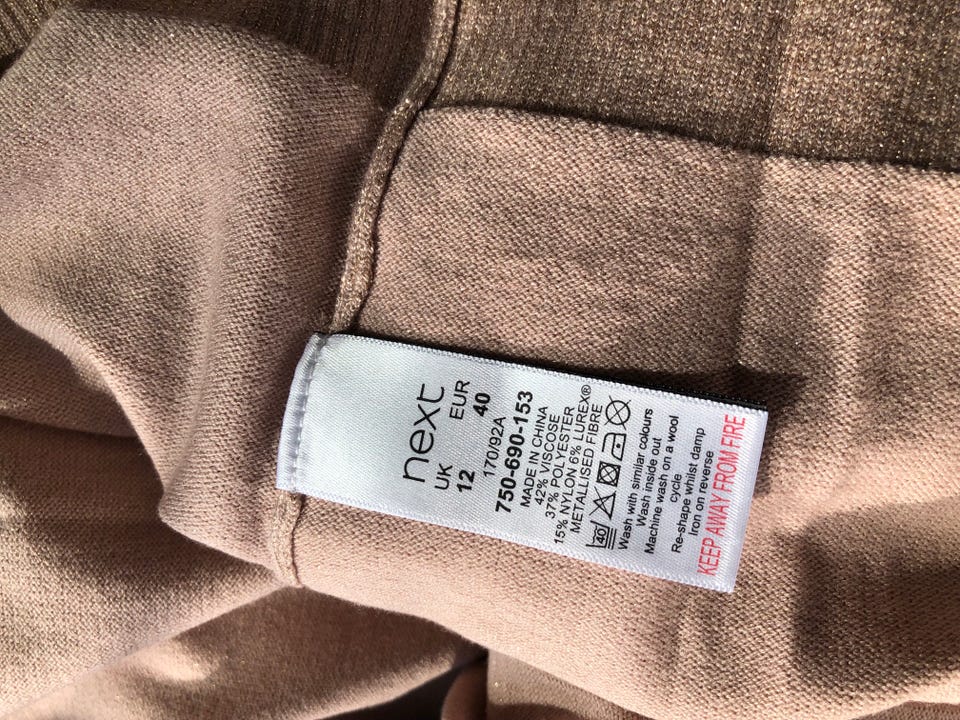 next
UK EUR
12 40
170/92A
750-690-153
MADE IN CHINA
42% VISCOSE
37% POLYESTER
15% NYLON 6% LUREX®
METALLISED FIBRE
40
Wash with similar colours
Wash inside out
Machine wash on a wool
cycle
Re-shape whilst damp
Iron on reverse
KEEP AWAY FROM FIRE